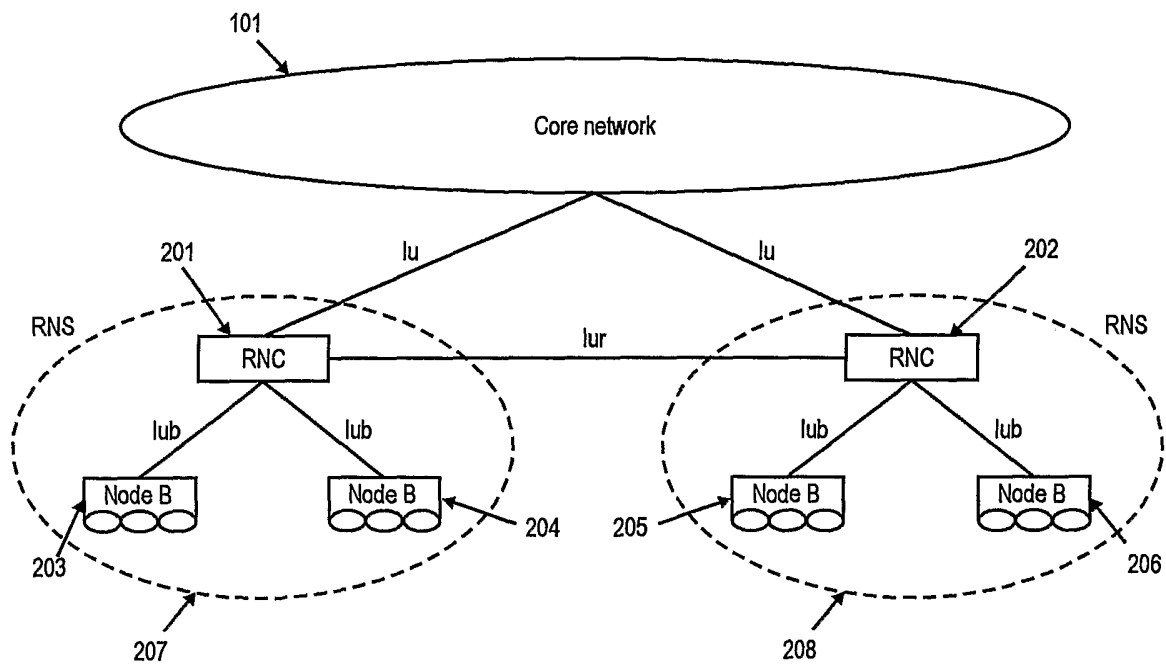 101
Core network
201
Iu
Iu
202
RNS
RNS
RNC
Iur
RNC
Iub
Iub
Iub
Iub
Node B
Node B
Node B
Node B
203
204
205
206
207
208